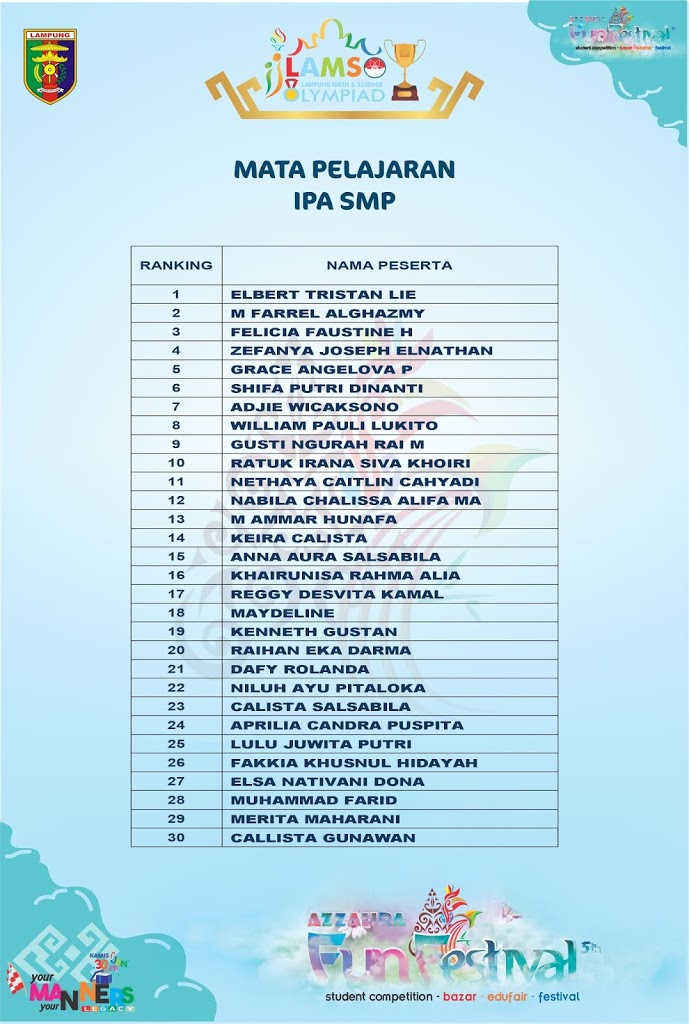 LAMPUNG
LAMSO
LAMPUNG MATH & SCIENCE
OLYMPIAD
AZZAHRA
Fun Festival
student competition - bazar - edufair - festival
MATA PELAJARAN
IPA SMP
RANKING NAMA PESERTA
1 ELBERT TRISTAN LIE
2 M FARREL ALGHAZMY
3 FELICIA FAUSTINE H
4 ZEFANYA JOSEPH ELNATHAN
5 GRACE ANGELOVA P
6 SHIFA PUTRI DINANTI
7 ADJIE WICAKSONO
8 WILLIAM PAULI LUKITO
9 GUSTI NGURAH RAI M
10 RATUK IRANA SIVA KHOIRI
11 NETHAYA CAITLIN CAHYADI
12 NABILA CHALISSA ALIFA MA
13 M AMMAR HUNAFA
14 KEIRA CALISTA
15 ANNA AURA SALSABILA
16 KHAIRUNISA RAHMA ALIA
17 REGGY DESVITA KAMAL
18 MAYDELINE
19 KENNETH GUSTAN
20 RAIHAN EKA DARMA
21 DAFY ROLANDA
22 NILUH AYU PITALOKA
23 CALISTA SALSABILA
24 APRILIA CANDRA PUSPITA
25 LULU JUWITA PUTRI
26 FAKKIA KHUSNUL HIDAYAH
27 ELSA NATIVANI DONA
28 MUHAMMAD FARID
29 MERITA MAHARANI
30 CALLISTA GUNAWAN
AZZAHRA
Fun Festival 5th
student competition - bazar - edufair - festival
KAMIS
30
your
MANNERS
your LEGACY